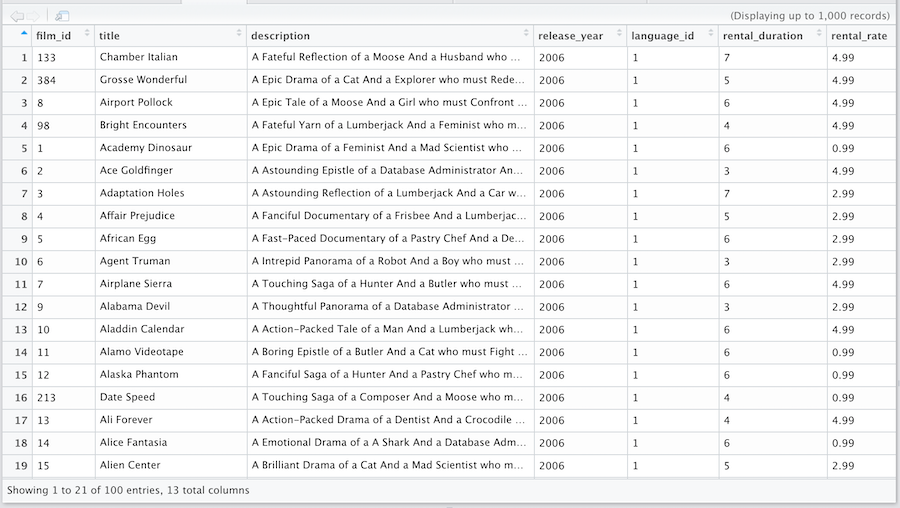 (Displaying up to 1,000 records)
film_id title description release_year language_id rental_duration rental_rate
1 133 Chamber Italian A Fateful Reflection of a Moose And a Husband who ... 2006 1 7 4.99
2 384 Grosse Wonderful A Epic Drama of a Cat And a Explorer who must Rede... 2006 1 5 4.99
3 8 Airport Pollock A Epic Tale of a Moose And a Girl who must Confront ... 2006 1 6 4.99
4 98 Bright Encounters A Fateful Yarn of a Lumberjack And a Feminist who m... 2006 1 4 4.99
5 1 Academy Dinosaur A Epic Drama of a Feminist And a Mad Scientist who ... 2006 1 6 0.99
6 2 Ace Goldfinger A Astounding Epistle of a Database Administrator An... 2006 1 3 4.99
7 3 Adaptation Holes A Astounding Reflection of a Lumberjack And a Car w... 2006 1 7 2.99
8 4 Affair Prejudice A Fanciful Documentary of a Frisbee And a Lumberjac... 2006 1 5 2.99
9 5 African Egg A Fast-Paced Documentary of a Pastry Chef And a De... 2006 1 6 2.99
10 6 Agent Truman A Intrepid Panorama of a Robot And a Boy who must ... 2006 1 3 2.99
11 7 Airplane Sierra A Touching Saga of a Hunter And a Butler who must ... 2006 1 6 4.99
12 9 Alabama Devil A Thoughtful Panorama of a Database Administrator ... 2006 1 3 2.99
13 10 Aladdin Calendar A Action-Packed Tale of a Man And a Lumberjack wh... 2006 1 6 4.99
14 11 Alamo Videotape A Boring Epistle of a Butler And a Cat who must Fight ... 2006 1 6 0.99
15 12 Alaska Phantom A Fanciful Saga of a Hunter And a Pastry Chef who m... 2006 1 6 0.99
16 213 Date Speed A Touching Saga of a Composer And a Moose who m... 2006 1 4 0.99
17 13 Ali Forever A Action-Packed Drama of a Dentist And a Crocodile ... 2006 1 4 4.99
18 14 Alice Fantasia A Emotional Drama of a A Shark And a Database Adm... 2006 1 6 0.99
19 15 Alien Center A Brilliant Drama of a Cat And a Mad Scientist who m... 2006 1 5 2.99
Showing 1 to 21 of 100 entries, 13 total columns